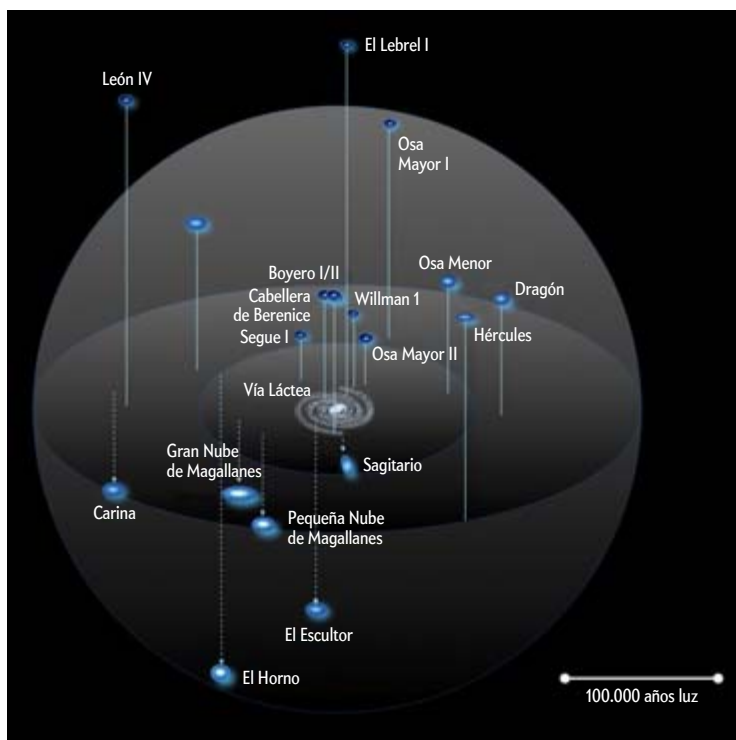 El Lebrel I
León IV
Osa
Mayor I
Osa Menor
Boyero I/II
Dragón
Cabellera
de Berenice
Willman 1
Hércules
Segue I
Osa Mayor II
Vía Láctea
Gran Nube
de Magallanes
Sagitario
Carina
Pequeña Nube
de Magallanes
El Escultor
El Horno
100.000 años luz